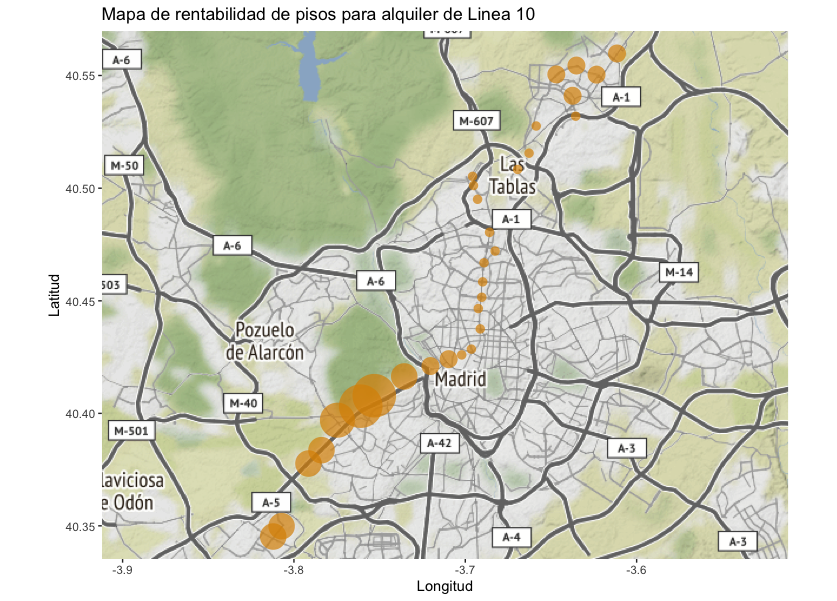 Mapa de rentabilidad de pisos para alquiler de Linea 10
M-607
A-6
A-1
M-607
M-50
Las
Tablas
A-1
A-6
M-14
A-6
503
Pozuelo
de Alarcón
Madrid
M-40
M-501
A-42
A-3
laviciosa
e Odón
A-5
A-4
A-3
40.55
40.50
40.45
40.40
40.35
Latitud
-3.9
-3.8
-3.7
-3.6
Longitud